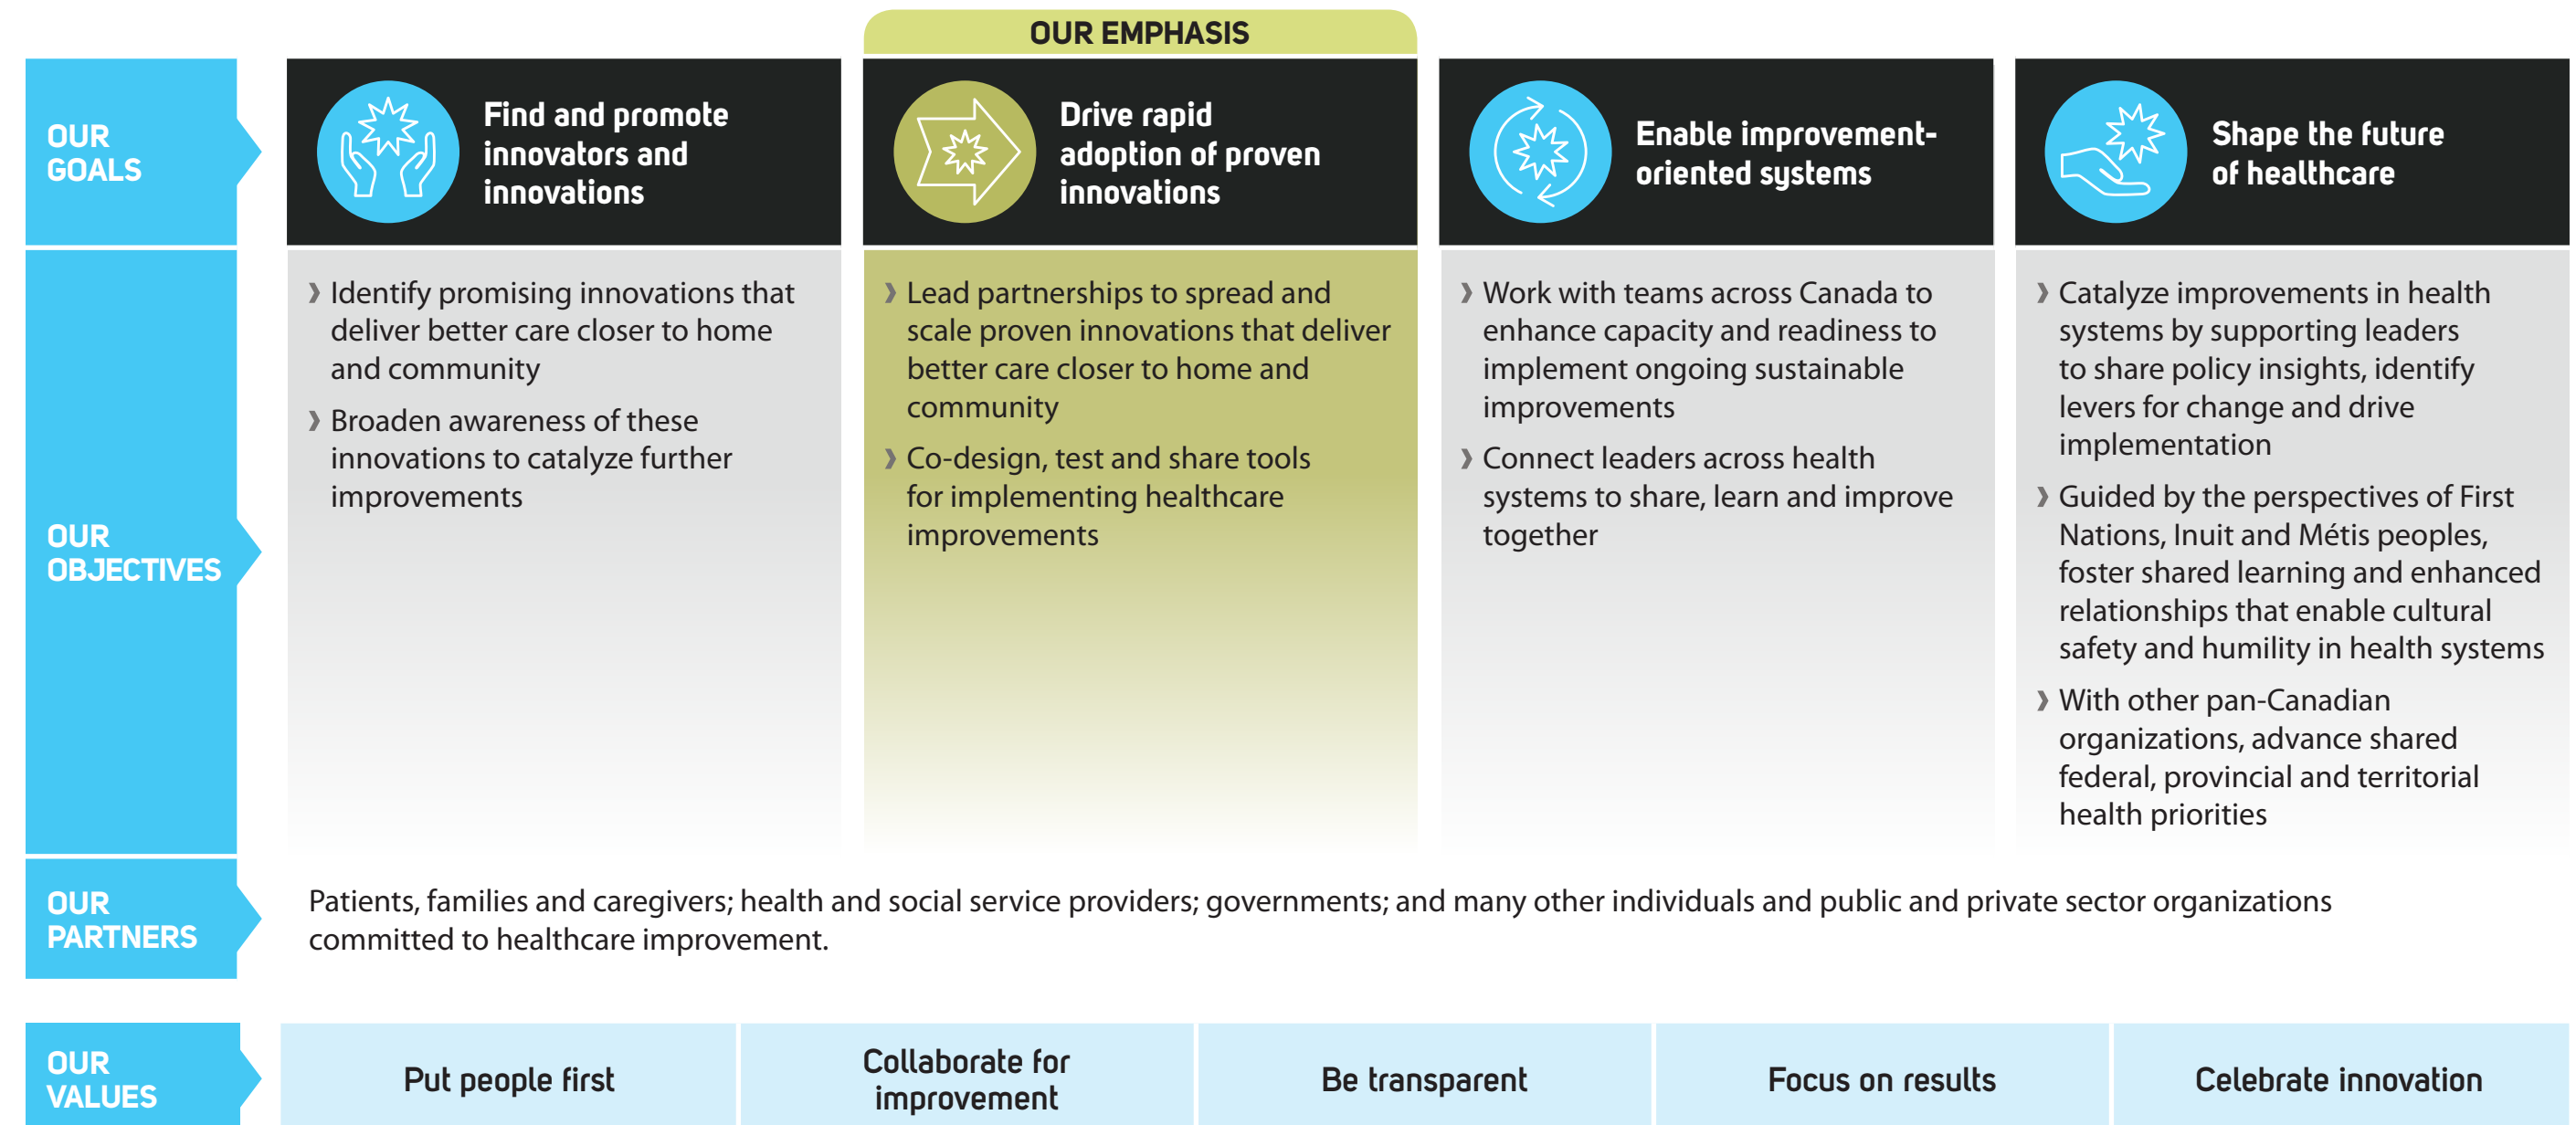 OUR EMPHASIS
OUR
GOALS
Find and promote
innovators and
innovations
Drive rapid
adoption of proven
innovations
Enable improvement-
oriented systems
Shape the future
of healthcare
OUR
OBJECTIVES
❯ Identify promising innovations that
deliver better care closer to home
and community
❯ Broaden awareness of these
innovations to catalyze further
improvements
❯ Lead partnerships to spread and
scale proven innovations that deliver
better care closer to home and
community
❯ Co-design, test and share tools
for implementing healthcare
improvements
❯ Work with teams across Canada to
enhance capacity and readiness to
implement ongoing sustainable
improvements
❯ Connect leaders across health
systems to share, learn and improve
together
❯ Catalyze improvements in health
systems by supporting leaders
to share policy insights, identify
levers for change and drive
implementation
❯ Guided by the perspectives of First
Nations, Inuit and Métis peoples,
foster shared learning and enhanced
relationships that enable cultural
safety and humility in health systems
❯ With other pan-Canadian
organizations, advance shared
federal, provincial and territorial
health priorities
OUR
PARTNERS
Patients, families and caregivers; health and social service providers; governments; and many other individuals and public and private sector organizations
committed to healthcare improvement.
OUR
VALUES
Put people first
Collaborate for
improvement
Be transparent
Focus on results
Celebrate innovation